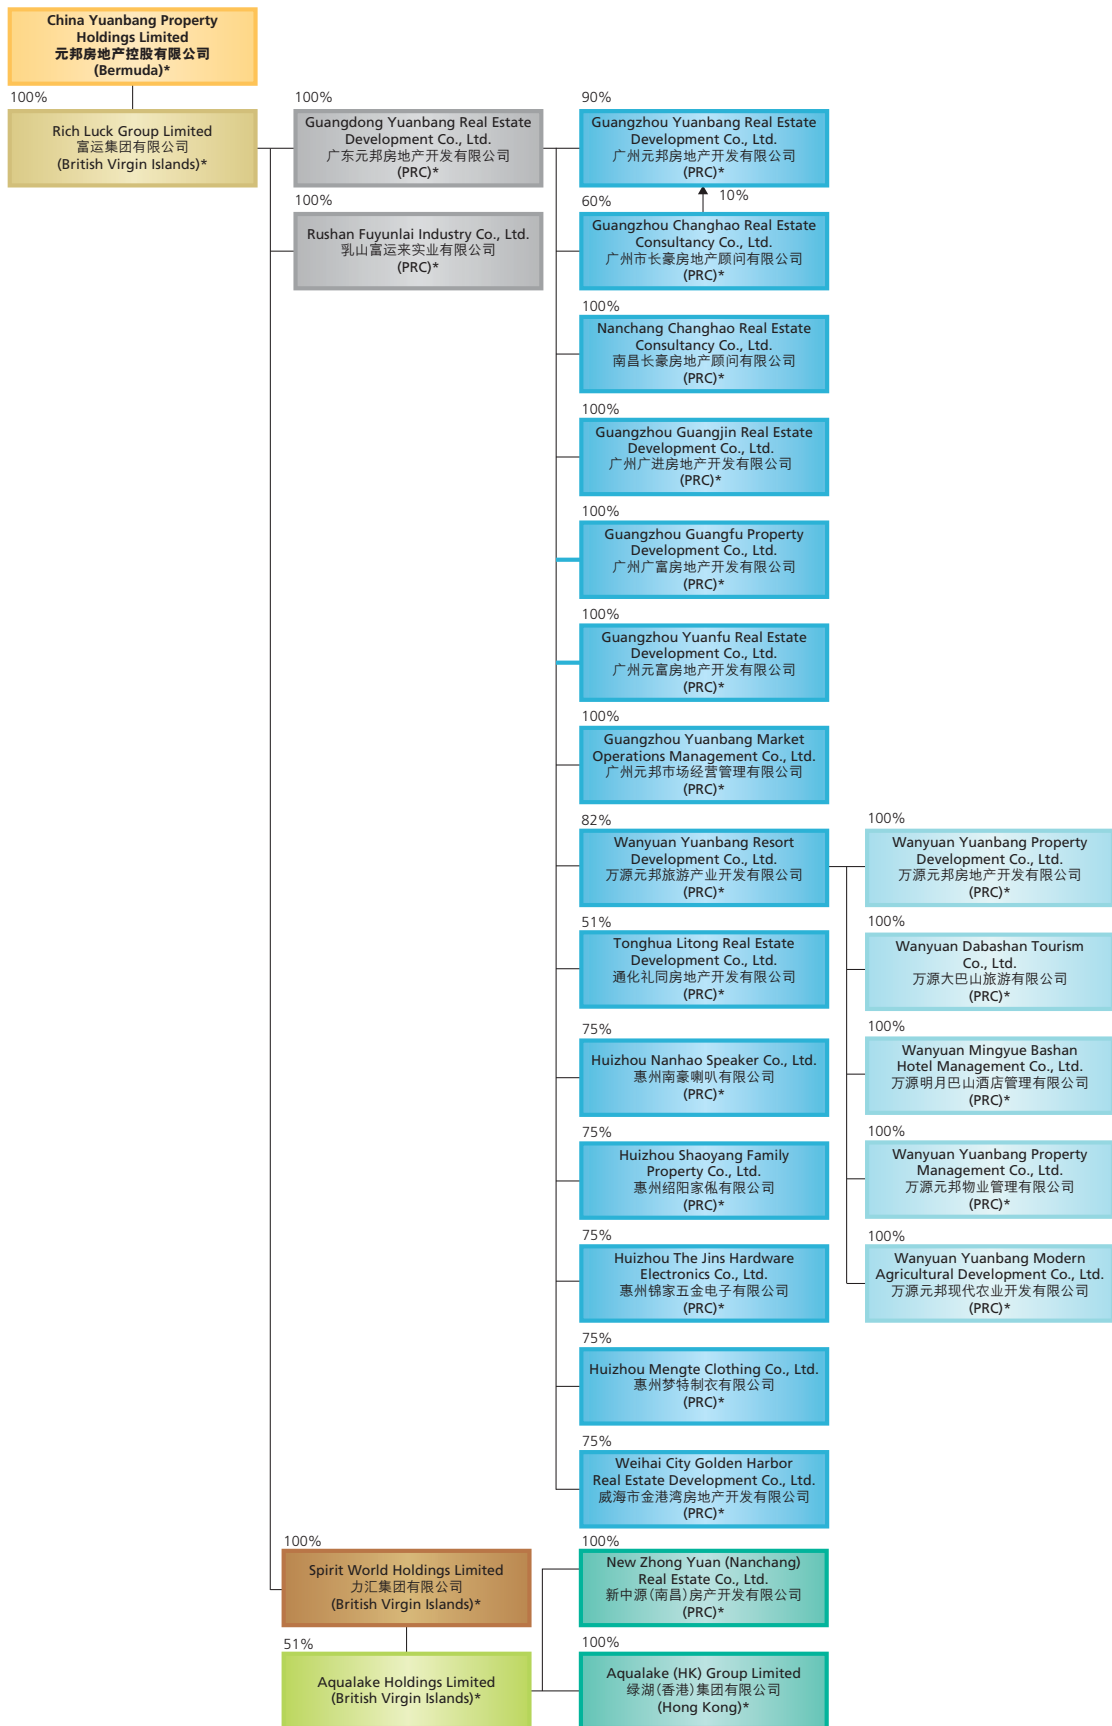 China Yuanbang Property
Holdings Limited
元邦房地产控股有限公司
(Bermuda)*
100%
Rich Luck Group Limited
富运集团有限公司
(British Virgin Islands)*
100%
Guangdong Yuanbang Real Estate
Development Co., Ltd.
广东元邦房地产开发有限公司
(PRC)*
100%
Rushan Fuyunlai Industry Co., Ltd.
乳山富运来实业有限公司
(PRC)*
90%
Guangzhou Yuanbang Real Estate
Development Co., Ltd.
广州元邦房地产开发有限公司
(PRC)*
10%
60%
Guangzhou Changhao Real Estate
Consultancy Co., Ltd.
广州市长豪房地产顾问有限公司
(PRC)*
100%
Nanchang Changhao Real Estate
Consultancy Co., Ltd.
南昌长豪房地产顾问有限公司
(PRC)*
100%
Guangzhou Guangjin Real Estate
Development Co., Ltd.
广州广进房地产开发有限公司
(PRC)*
100%
Guangzhou Guangfu Property
Development Co., Ltd.
广州广富房地产开发有限公司
(PRC)*
100%
Guangzhou Yuanfu Real Estate
Development Co., Ltd.
广州元富房地产开发有限公司
(PRC)*
100%
Guangzhou Yuanbang Market
Operations Management Co., Ltd.
广州元邦市场经营管理有限公司
(PRC)*
82%
Wanyuan Yuanbang Resort
Development Co., Ltd.
万源元邦旅游产业开发有限公司
(PRC)*
51%
Tonghua Litong Real Estate
Development Co., Ltd.
通化礼同房地产开发有限公司
(PRC)*
75%
Huizhou Nanhao Speaker Co., Ltd.
惠州南豪喇叭有限公司
(PRC)*
75%
Huizhou Shaoyang Family
Property Co., Ltd.
惠州绍阳家俬有限公司
(PRC)*
75%
Huizhou The Jins Hardware
Electronics Co., Ltd.
惠州锦家五金电子有限公司
(PRC)*
75%
Huizhou Mengte Clothing Co., Ltd.
惠州梦特制衣有限公司
(PRC)*
75%
Weihai City Golden Harbor
Real Estate Development Co., Ltd.
威海市金港湾房地产开发有限公司
(PRC)*
100%
Wanyuan Yuanbang Property
Development Co., Ltd.
万源元邦房地产开发有限公司
(PRC)*
100%
Wanyuan Dabashan Tourism
Co., Ltd.
万源大巴山旅游有限公司
(PRC)*
100%
Wanyuan Mingyue Bashan
Hotel Management Co., Ltd.
万源明月巴山酒店管理有限公司
(PRC)*
100%
Wanyuan Yuanbang Property
Management Co., Ltd.
万源元邦物业管理有限公司
(PRC)*
100%
Wanyuan Yuanbang Modern
Agricultural Development Co., Ltd.
万源元邦现代农业开发有限公司
(PRC)*
100%
Spirit World Holdings Limited
力汇集团有限公司
(British Virgin Islands)*
51%
Aqualake Holdings Limited
(British Virgin Islands)*
100%
New Zhong Yuan (Nanchang)
Real Estate Co., Ltd.
新中源(南昌)房产开发有限公司
(PRC)*
100%
Aqualake (HK) Group Limited
绿湖(香港)集团有限公司
(Hong Kong)*